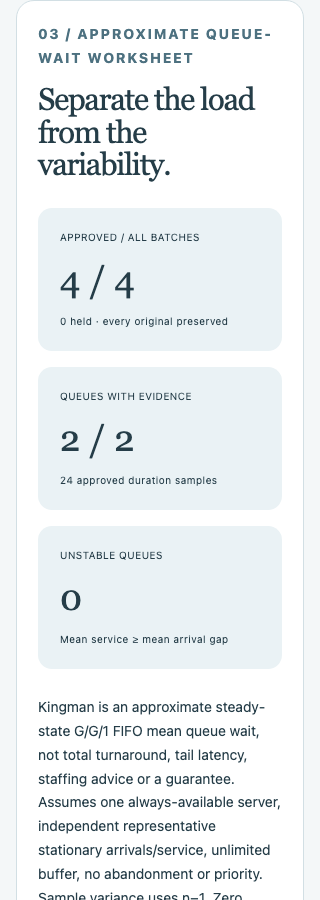 03 / APPROXIMATE QUEUE-
WAIT WORKSHEET
Separate the load
from the
variability.
APPROVED / ALL BATCHES
4 / 4
0 held · every original preserved
QUEUES WITH EVIDENCE
2 / 2
24 approved duration samples
UNSTABLE QUEUES
0
Mean service ≥ mean arrival gap
Kingman is an approximate steady-
state G/G/1 FIFO mean queue wait,
not total turnaround, tail latency,
staffing advice or a guarantee.
Assumes one always-available server,
independent representative
stationary arrivals/service, unlimited
buffer, no abandonment or priority.
Sample variance uses n−1. Zero